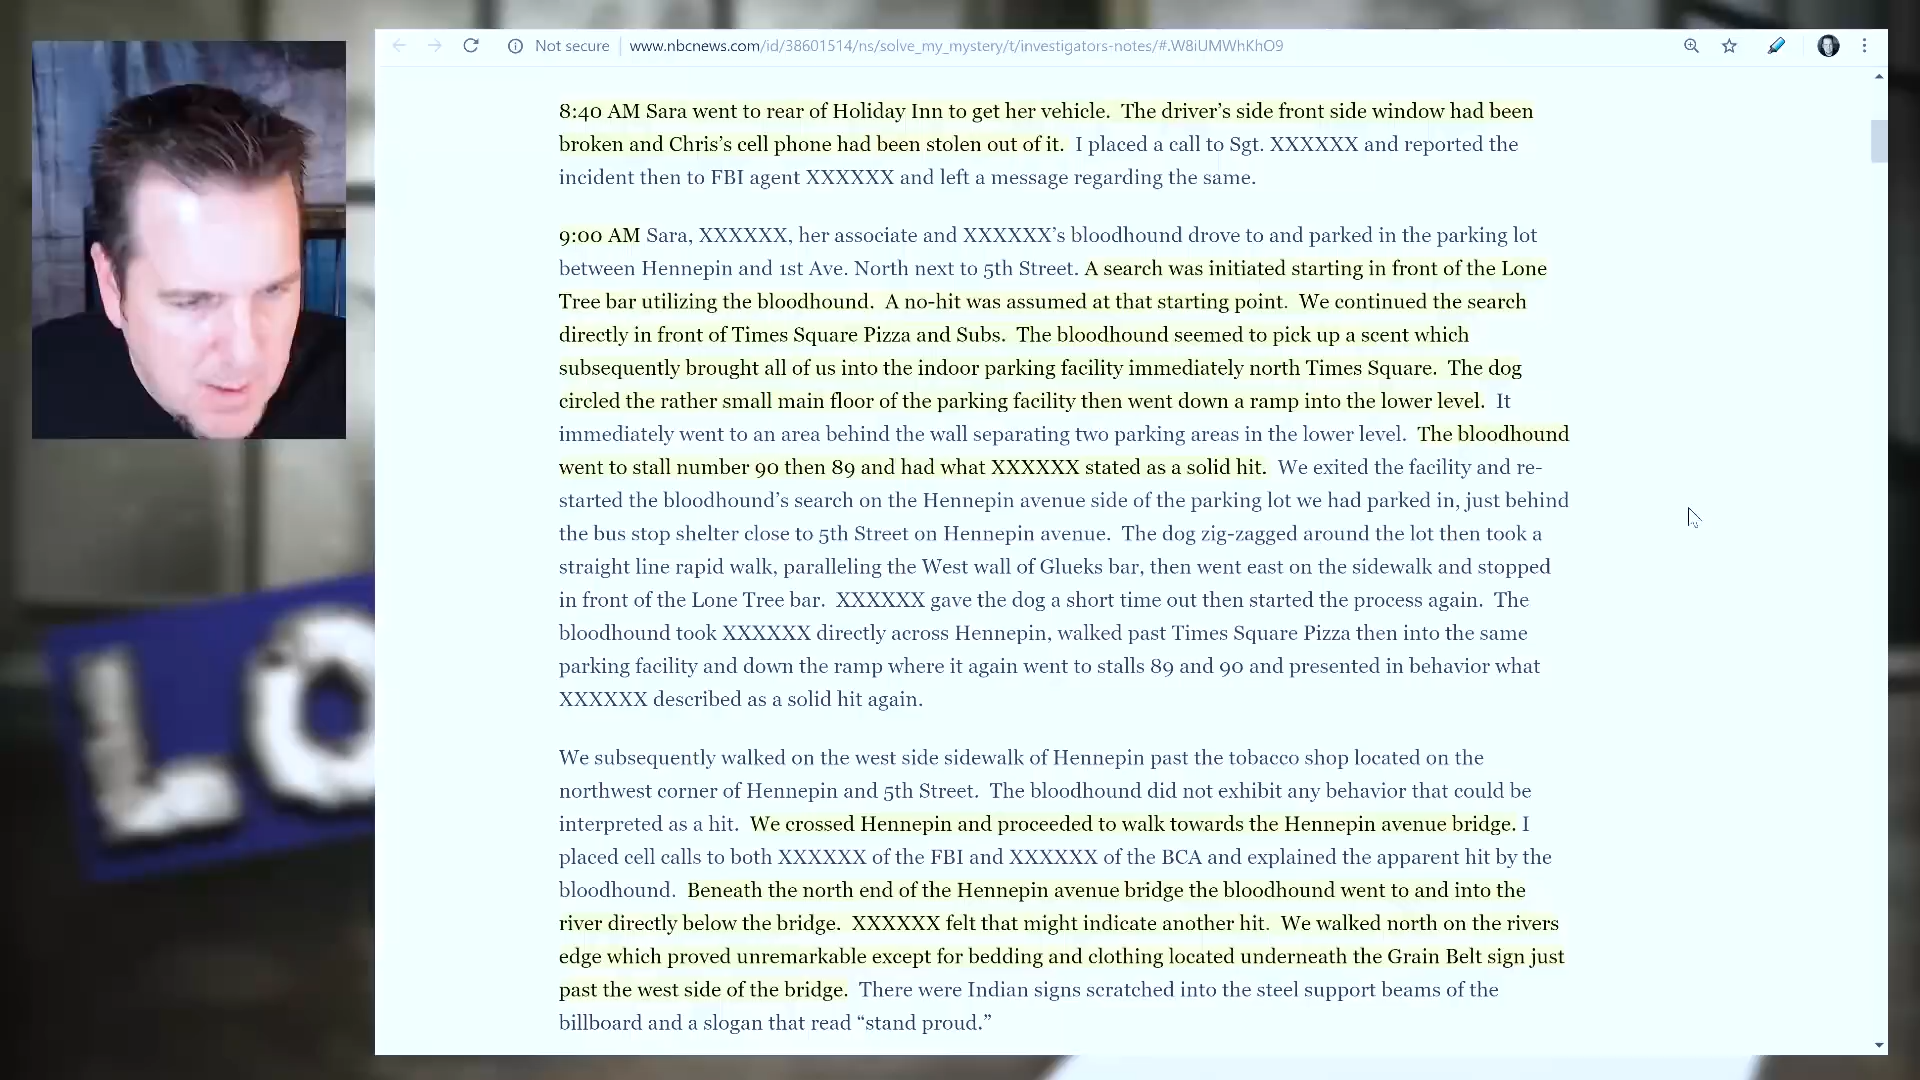 Not secure www.nbcnews.com/id/38601514/ns/solve_my_mystery/t/investigators-notes/#.W8iUMWhKhO9
8:40 AM Sara went to rear of Holiday Inn to get her vehicle. The driver’s side front side window had been
broken and Chris’s cell phone had been stolen out of it. I placed a call to Sgt. XXXXXX and reported the
incident then to FBI agent XXXXXX and left a message regarding the same.
9:00 AM Sara, XXXXXX, her associate and XXXXXX’s bloodhound drove to and parked in the parking lot
between Hennepin and 1st Ave. North next to 5th Street. A search was initiated starting in front of the Lone
Tree bar utilizing the bloodhound. A no-hit was assumed at that starting point. We continued the search
directly in front of Times Square Pizza and Subs. The bloodhound seemed to pick up a scent which
subsequently brought all of us into the indoor parking facility immediately north Times Square. The dog
circled the rather small main floor of the parking facility then went down a ramp into the lower level. It
immediately went to an area behind the wall separating two parking areas in the lower level. The bloodhound
went to stall number 90 then 89 and had what XXXXXX stated as a solid hit. We exited the facility and re-
started the bloodhound’s search on the Hennepin avenue side of the parking lot we had parked in, just behind
the bus stop shelter close to 5th Street on Hennepin avenue. The dog zig-zagged around the lot then took a
straight line rapid walk, paralleling the West wall of Glueks bar, then went east on the sidewalk and stopped
in front of the Lone Tree bar. XXXXXX gave the dog a short time out then started the process again. The
bloodhound took XXXXXX directly across Hennepin, walked past Times Square Pizza then into the same
parking facility and down the ramp where it again went to stalls 89 and 90 and presented in behavior what
XXXXXX described as a solid hit again.
We subsequently walked on the west side sidewalk of Hennepin past the tobacco shop located on the
northwest corner of Hennepin and 5th Street. The bloodhound did not exhibit any behavior that could be
interpreted as a hit. We crossed Hennepin and proceeded to walk towards the Hennepin avenue bridge. I
placed cell calls to both XXXXXX of the FBI and XXXXXX of the BCA and explained the apparent hit by the
bloodhound. Beneath the north end of the Hennepin avenue bridge the bloodhound went to and into the
river directly below the bridge. XXXXXX felt that might indicate another hit. We walked north on the rivers
edge which proved unremarkable except for bedding and clothing located underneath the Grain Belt sign just
past the west side of the bridge. There were Indian signs scratched into the steel support beams of the
billboard and a slogan that read “stand proud.”
LO